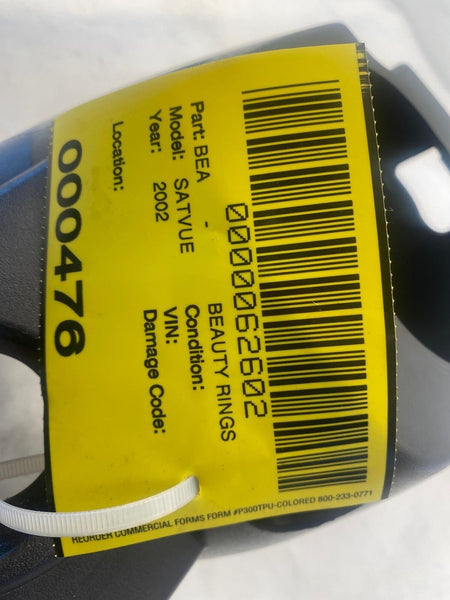 0000062602
Part: BEA - BEAUTY RINGS
Model: SATVUE Condition:
Year: 2002 VIN:
Damage Code:
Location:
000476
REORDER COMMERCIAL FORMS FORM #P300TPU-COLORED 800-233-0771